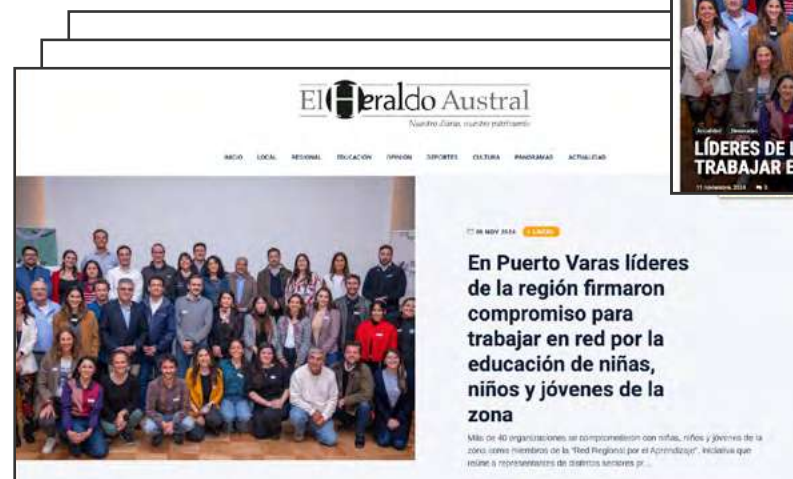 El Heraldo Austral
Nuestro diario, nuestro patrimonio
INICIO LOCAL REGIONAL EDUCACIÓN OPINIÓN DEPORTES CULTURA PANORAMAS ACTUALIDAD
NOV 2024
En Puerto Varas líderes
de la región firmaron
compromiso para
trabajar en red por la
educación de niñas,
niños y jóvenes de la
zona
Más de 40 organizaciones se comprometieron con niñas, niños y jóvenes de la
zona como miembros de la "Red Regional por el Aprendizaje", iniciativa que
reúne a representantes de distintos sectores pr...
Actualidad Destacados
LÍDERES DE L
TRABAJAR E
11 noviembre, 2024